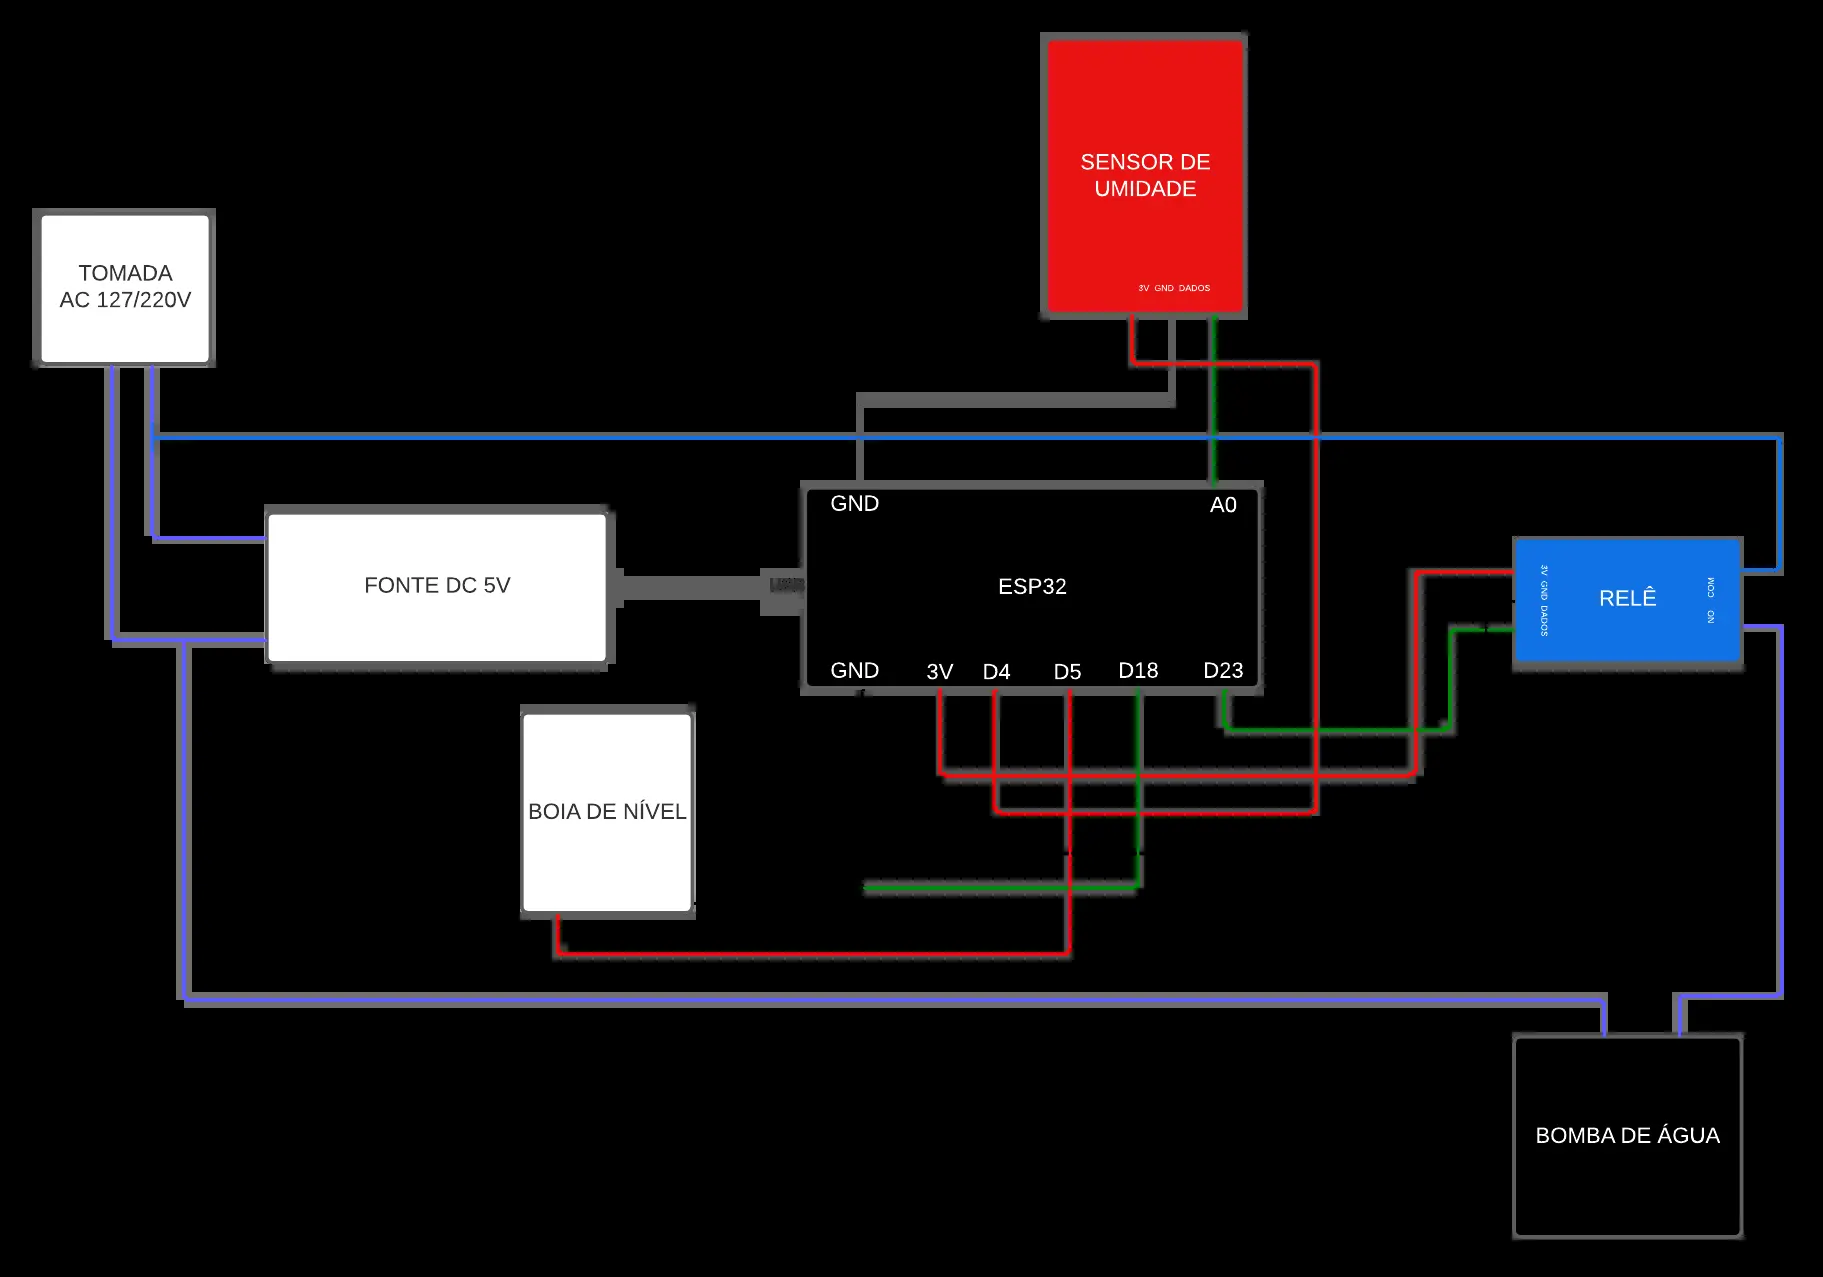 SENSOR DE
UMIDADE
3V GND DADOS
TOMADA
AC 127/220V
GND
A0
FONTE DC 5V
ESP32
3V GND DADOS
RELÊ
COM
NO
GND
3V
D4
D5
D18
D23
BOIA DE NÍVEL
BOMBA DE ÁGUA